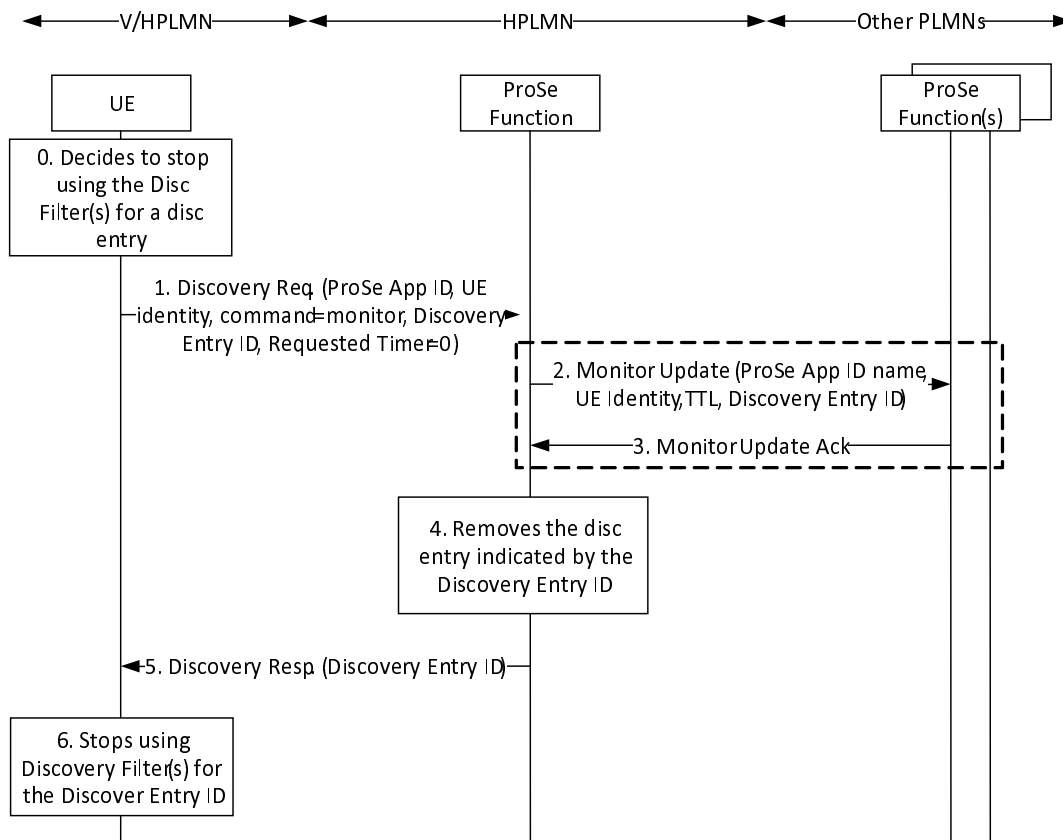 V/HPLMN
HPLMN
Other PLMNs
UE
ProSe
Function
ProSe
Function(s)
0. Decides to stop
using the Disc
Filter(s) for a disc
entry
1. Discovery Req. (ProSe App ID, UE
identity, command=monitor, Discovery
Entry ID, Requested Timer=0)
2. Monitor Update (ProSe App ID name,
UE Identity,TTL, Discovery Entry ID)
3. Monitor Update Ack
4. Removes the disc
entry indicated by the
Discovery Entry ID
5. Discovery Resp. (Discovery Entry ID)
6. Stops using
Discovery Filter(s) for
the Discover Entry ID